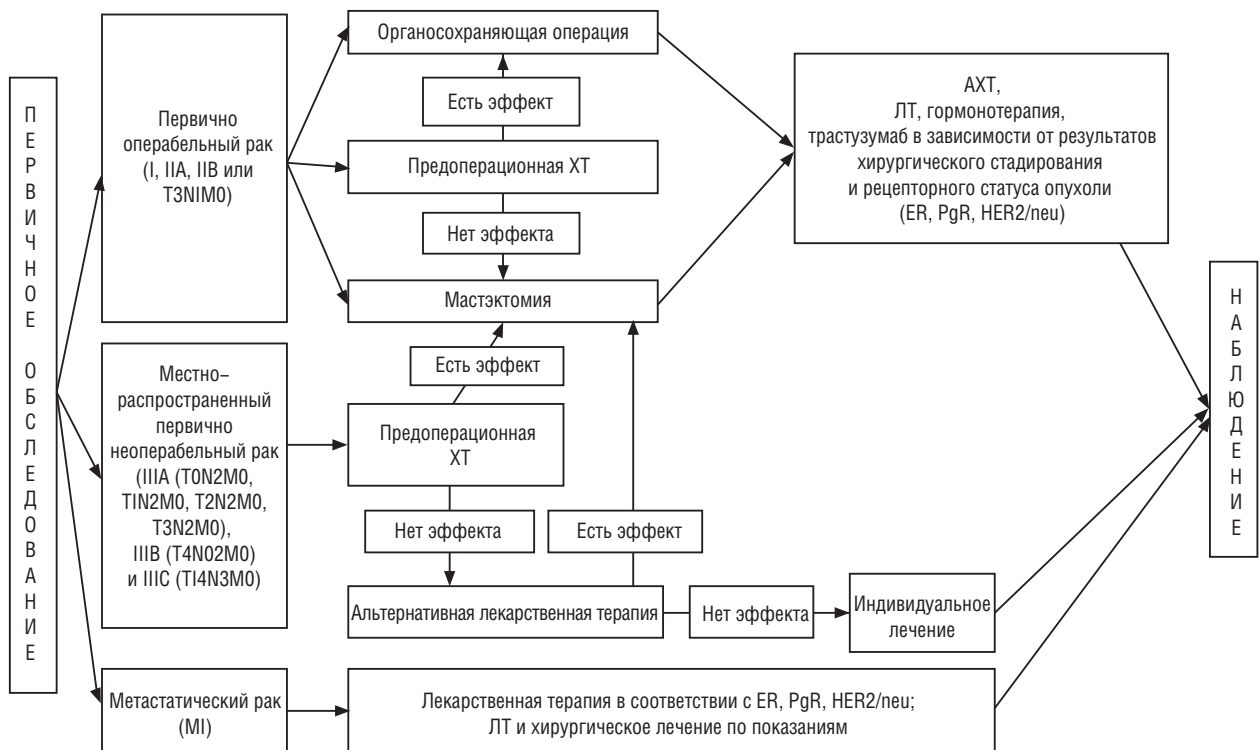 ПЕРВИЧНОЕ ОБСЛЕДОВАНИЕ
Первично
операбельный рак
(I, IIA, IIB или
T3NIM0)
Органосохраняющая операция
Есть эффект
Предоперационная ХТ
Нет эффекта
Мастэктомия
АХТ,
ЛТ, гормонотерапия,
трастузумаб в зависимости от результатов
хирургического стадирования
и рецепторного статуса опухоли
(ER, PgR, HER2/neu)
Местно–
распространенный
первично
неоперабельный рак
(IIIA (T0N2M0,
TIN2M0, T2N2M0,
T3N2M0),
IIIB (T4N02M0)
и IIIC (TI4N3M0)
Есть эффект
Предоперационная
ХТ
Нет эффекта
Есть эффект
Альтернативная лекарственная терапия
Нет эффекта
Индивидуальное
лечение
Метастатический рак
(MI)
Лекарственная терапия в соответствии с ER, PgR, HER2/neu;
ЛТ и хирургическое лечение по показаниям
НАБЛЮДЕНИЕ